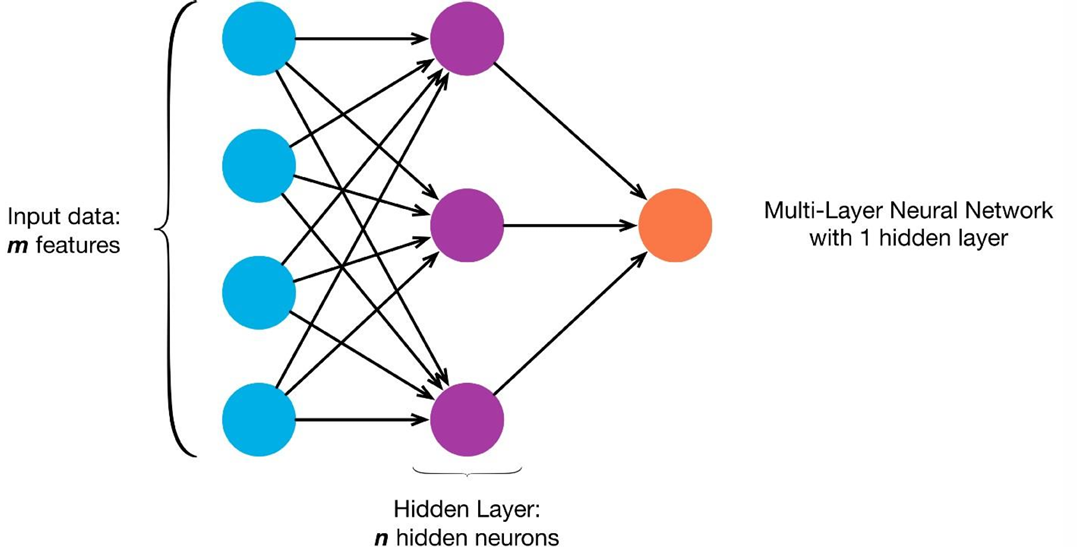 Input data:
m features
Multi-Layer Neural Network
with 1 hidden layer
Hidden Layer:
n hidden neurons